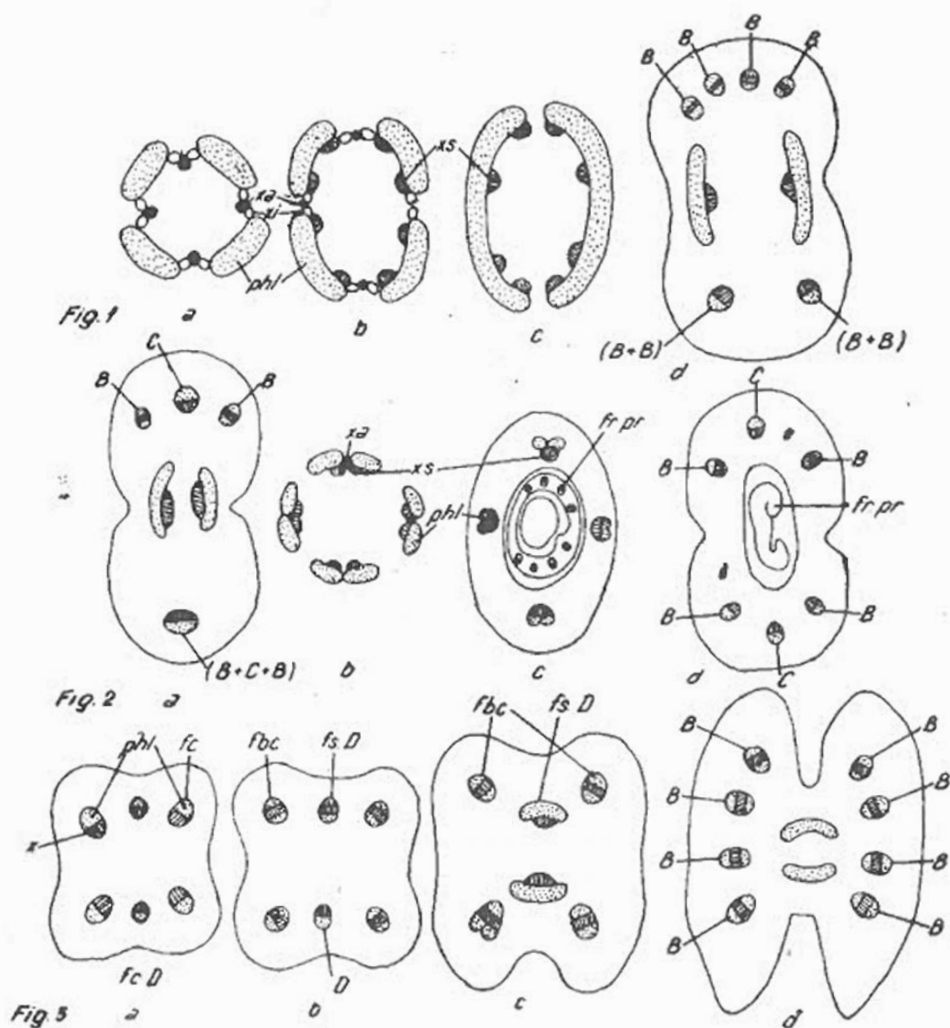 B B B B
xs
xa
xi
phl
Fig. 1 a b c
(B+B) (B+B)
d
C
B B
xa
xs
phl
fr pr
C
B B
fr pr
B B
C
(B+C+B)
Fig. 2 a b c d
phl fc
x
fc D
fbc fs D
D
fbc fs D
B B
B B
B B
B B
Fig. 3 a b c d